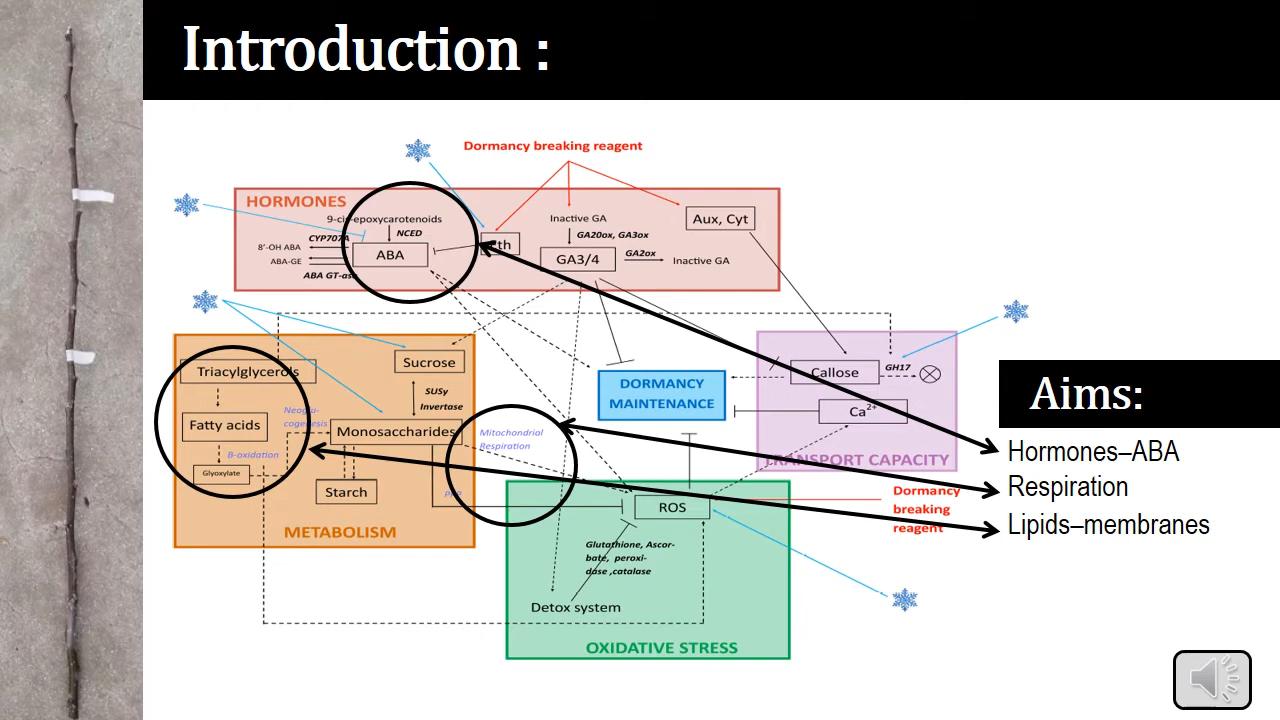 Introduction :
Dormancy breaking reagent
HORMONES
9-cis-epoxycarotenoids
NCED
CYP707A
8'-OH ABA
ABA-GE
ABA
ABA GT-ase
Eth
Inactive GA
GA20ox, GA3ox
GA3/4
GA2ox
Inactive GA
Aux, Cyt
Triacylglycerols
Fatty acids
B-oxidation
Glyoxylate
Neoglu-
cogenesis
Sucrose
SUSy
Invertase
Monosaccharides
Starch
METABOLISM
Mitochondrial
Respiration
DORMANCY
MAINTENANCE
Callose
GH17
Ca2+
TRANSPORT CAPACITY
ROS
Glutathione, Ascor-
bate, peroxi-
dase ,catalase
Detox system
OXIDATIVE STRESS
Dormancy
breaking
reagent
Aims:
Hormones–ABA
Respiration
Lipids–membranes